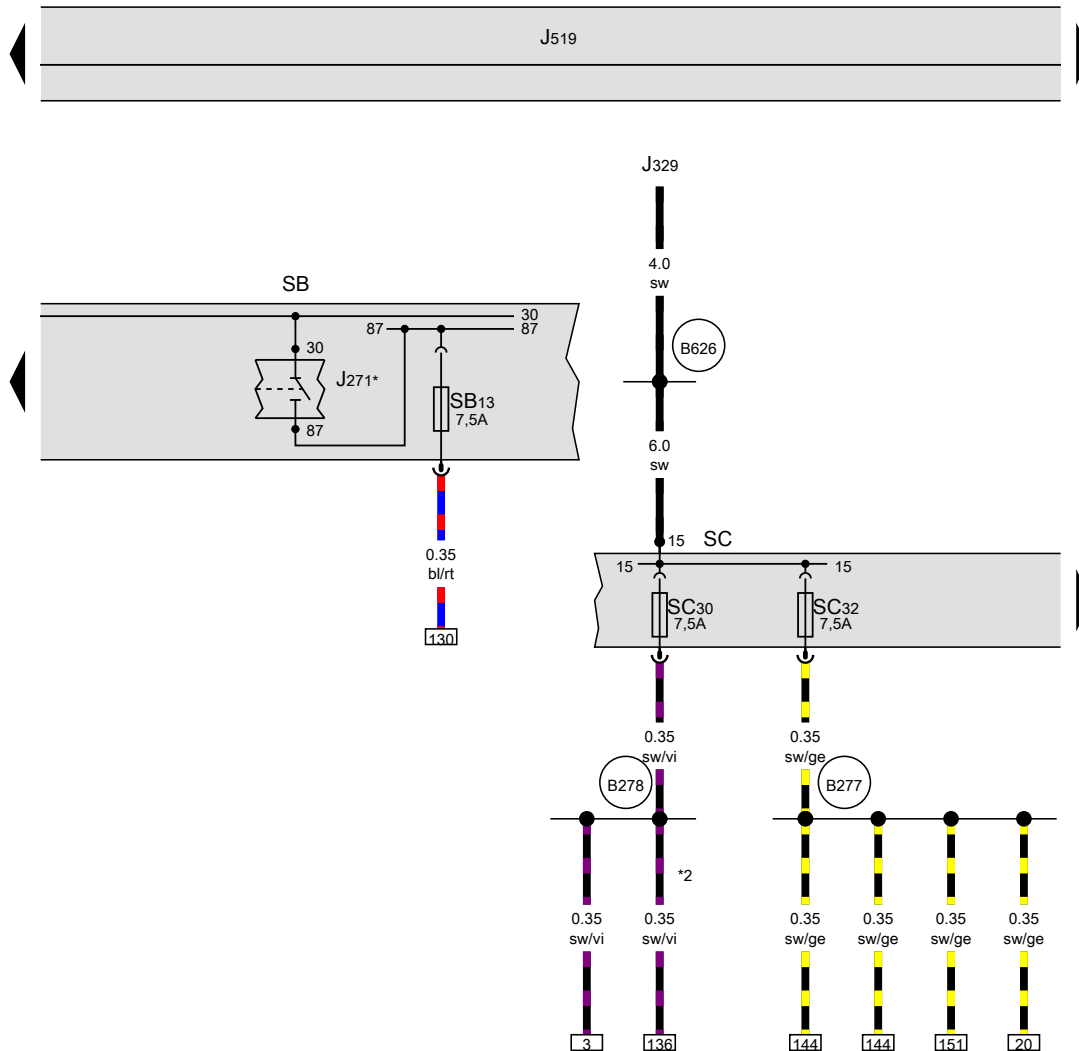 J519
J329
4.0
sw
SB
30
87
87
30
J271*
B626
SB13
7,5A
87
6.0
sw
15
SC
0.35
bl/rt
15
15
SC30
7,5A
SC32
7,5A
130
0.35
sw/vi
0.35
sw/ge
B278
B277
*2
0.35
sw/vi
0.35
sw/vi
0.35
sw/ge
0.35
sw/ge
0.35
sw/ge
0.35
sw/ge
3
136
144
144
151
20